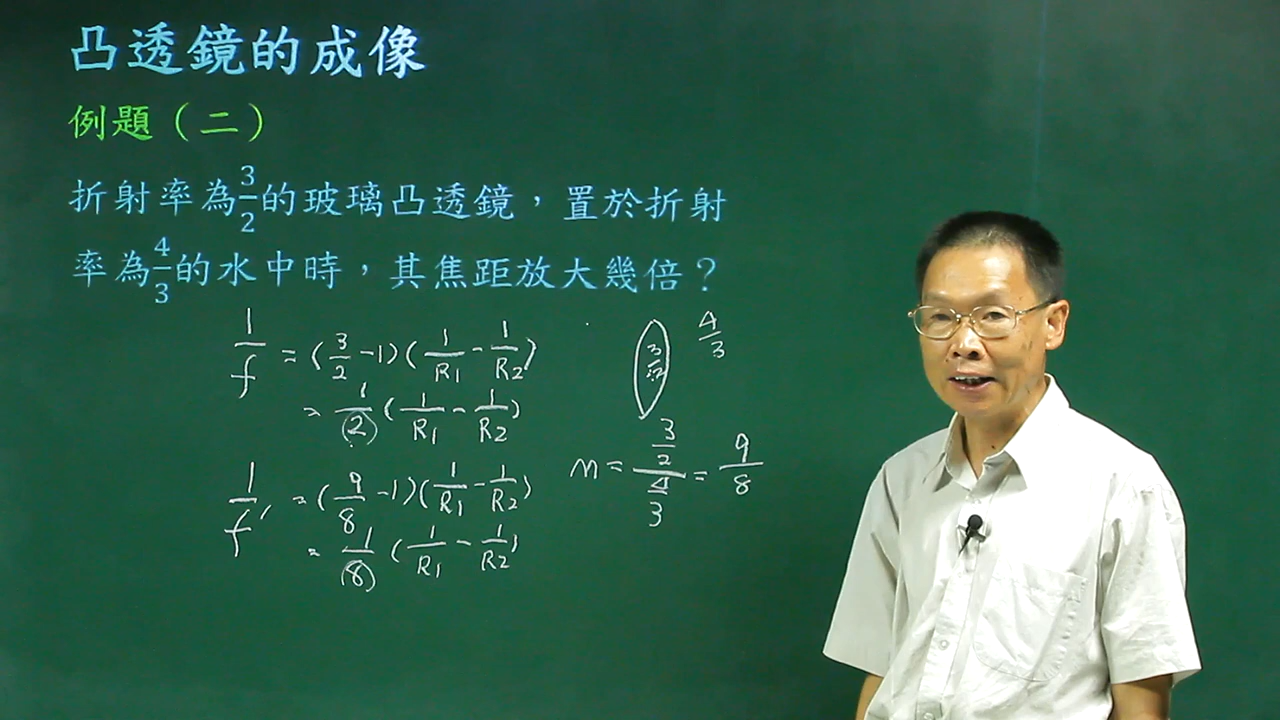 凸透鏡的成像
例題（二）
折射率為3/2的玻璃凸透鏡，置於折射
率為4/3的水中時，其焦距放大幾倍？
1/f = (3/2 - 1)(1/R1 - 1/R2)
= 1/(2) (1/R1 - 1/R2)
1/f' = (9/8 - 1)(1/R1 - 1/R2)
= 1/(8) (1/R1 - 1/R2)
3/2 4/3
n = (3/2)/(4/3) = 9/8